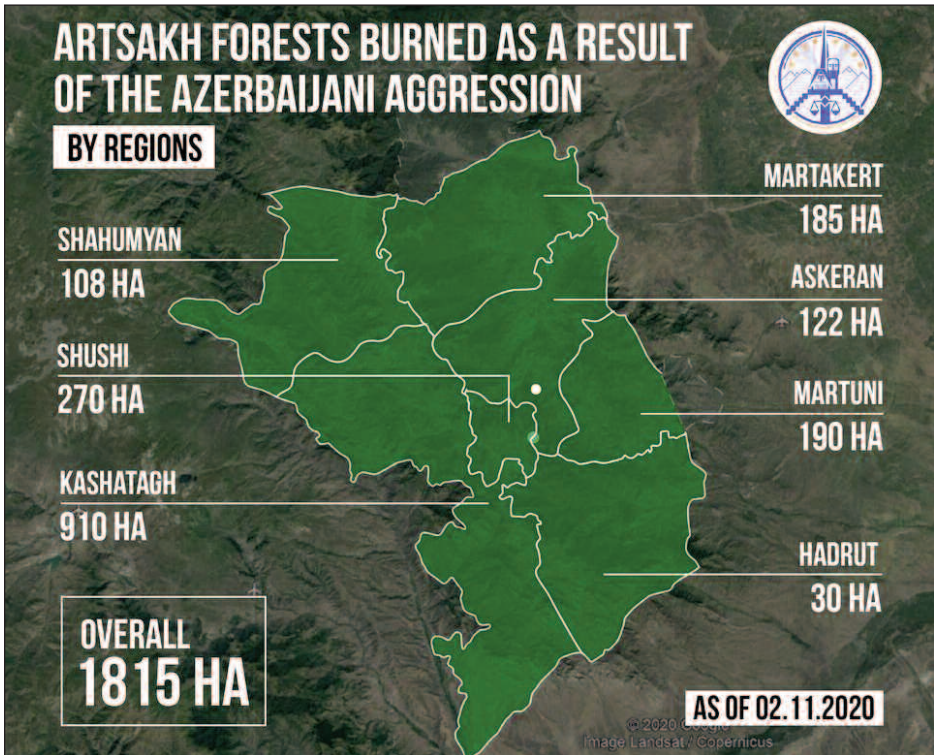 ARTSAKH FORESTS BURNED AS A RESULT
OF THE AZERBAIJANI AGGRESSION
BY REGIONS
SHAHUMYAN
108 HA
SHUSHI
270 HA
KASHATAGH
910 HA
MARTAKERT
185 HA
ASKERAN
122 HA
MARTUNI
190 HA
HADRUT
30 HA
OVERALL
1815 HA
AS OF 02.11.2020
© 2020 Google
Image Landsat / Copernicus